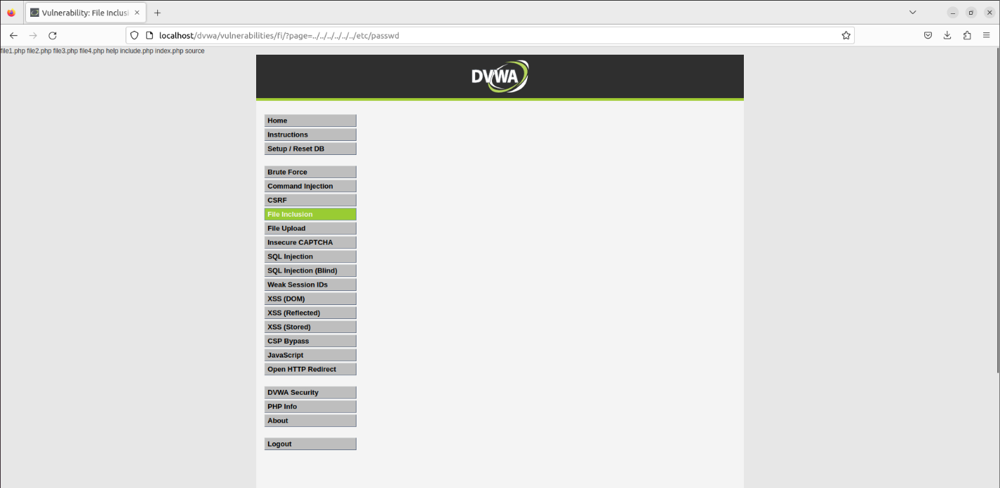 Vulnerability: File Inclusi
localhost/dvwa/vulnerabilities/fi/?page=../../../../../../etc/passwd
file1.php file2.php file3.php file4.php help include.php index.php source
DVWA
Home
Instructions
Setup / Reset DB
Brute Force
Command Injection
CSRF
File Inclusion
File Upload
Insecure CAPTCHA
SQL Injection
SQL Injection (Blind)
Weak Session IDs
XSS (DOM)
XSS (Reflected)
XSS (Stored)
CSP Bypass
JavaScript
Open HTTP Redirect
DVWA Security
PHP Info
About
Logout